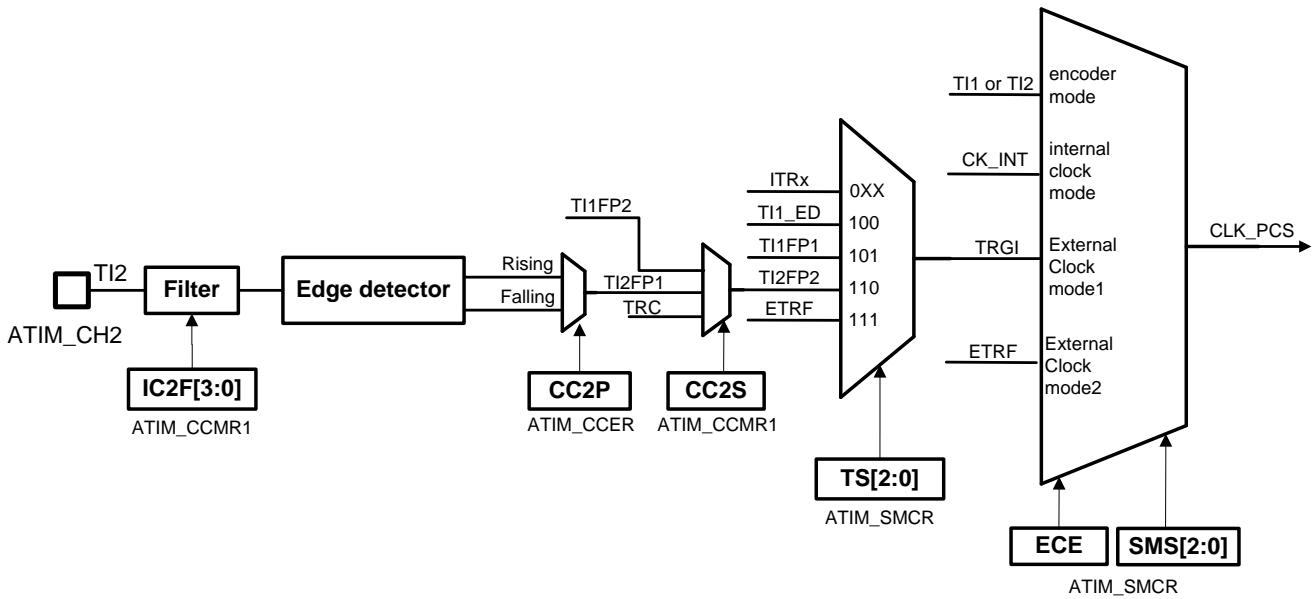 TI1 or TI2
encoder
mode
CK_INT
internal
clock
mode
ITRx
0XX
TI1FP2
TI1_ED
100
CLK_PCS
TI1FP1
101
TRGI
External
Clock
mode1
Rising
TI2
Filter
Edge detector
TI2FP1
TI2FP2
110
Falling
TRC
ETRF
111
ATIM_CH2
ETRF
External
Clock
mode2
IC2F[3:0]
CC2P
CC2S
ATIM_CCMR1
ATIM_CCER
ATIM_CCMR1
TS[2:0]
ATIM_SMCR
ECE
SMS[2:0]
ATIM_SMCR